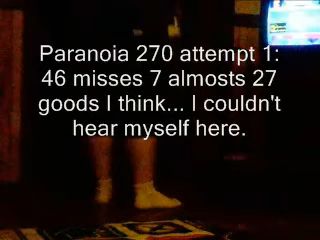 Paranoia 270 attempt 1:
46 misses 7 almosts 27
goods I think... I couldn't
hear myself here.